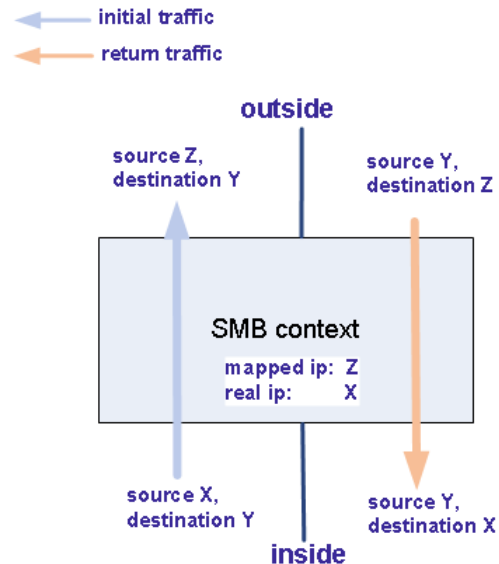 initial traffic
return traffic
outside
source Z,
destination Y
source Y,
destination Z
SMB context
mapped ip: Z
real ip: X
source X,
destination Y
source Y,
destination X
inside